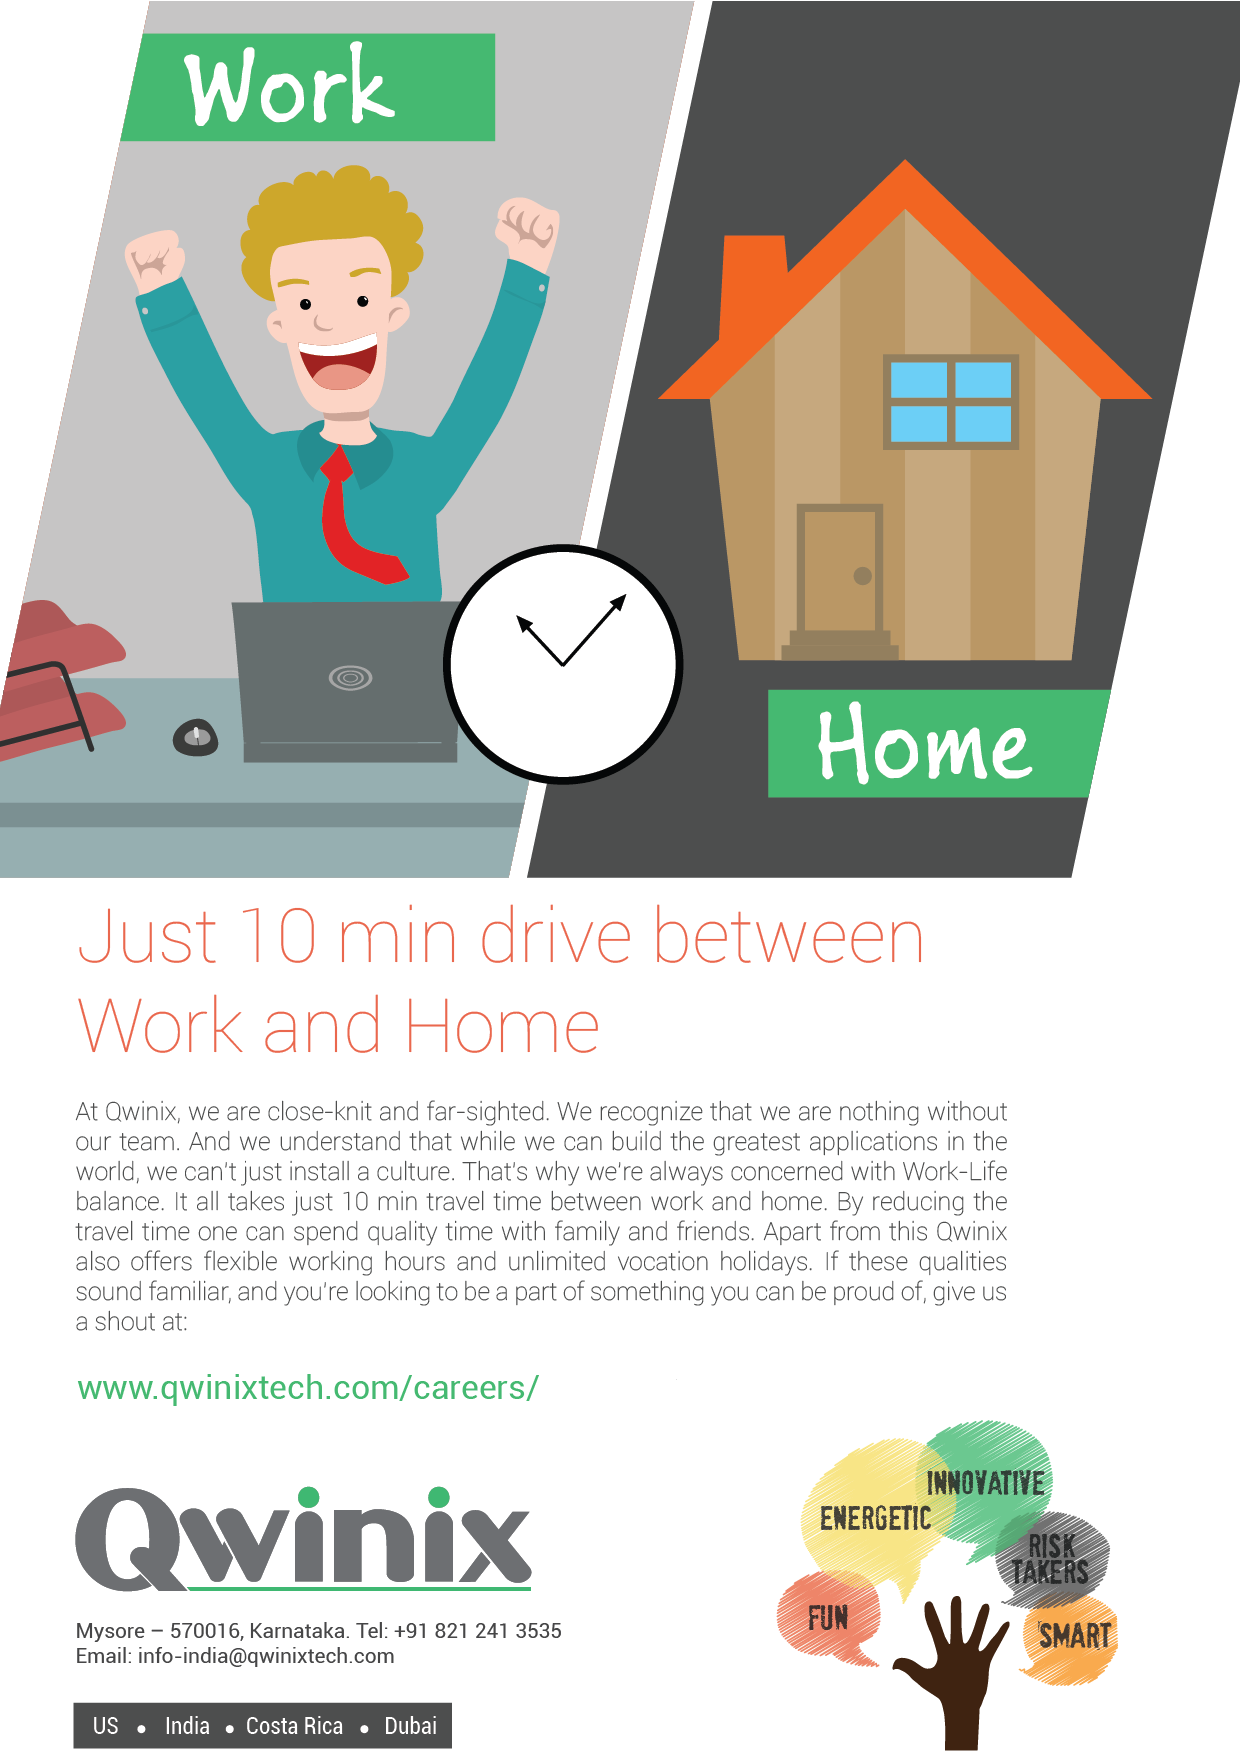 Work
Home
Just 10 min drive between
Work and Home
At Qwinix, we are close-knit and far-sighted. We recognize that we are nothing without
our team. And we understand that while we can build the greatest applications in the
world, we can't just install a culture. That's why we're always concerned with Work-Life
balance. It all takes just 10 min travel time between work and home. By reducing the
travel time one can spend quality time with family and friends. Apart from this Qwinix
also offers flexible working hours and unlimited vocation holidays. If these qualities
sound familiar, and you're looking to be a part of something you can be proud of, give us
a shout at:
www.qwinixtech.com/careers/
Qwinix
Mysore – 570016, Karnataka. Tel: +91 821 241 3535
Email: info-india@qwinixtech.com
US • India • Costa Rica • Dubai
INNOVATIVE
ENERGETIC
RISK
TAKERS
FUN
SMART